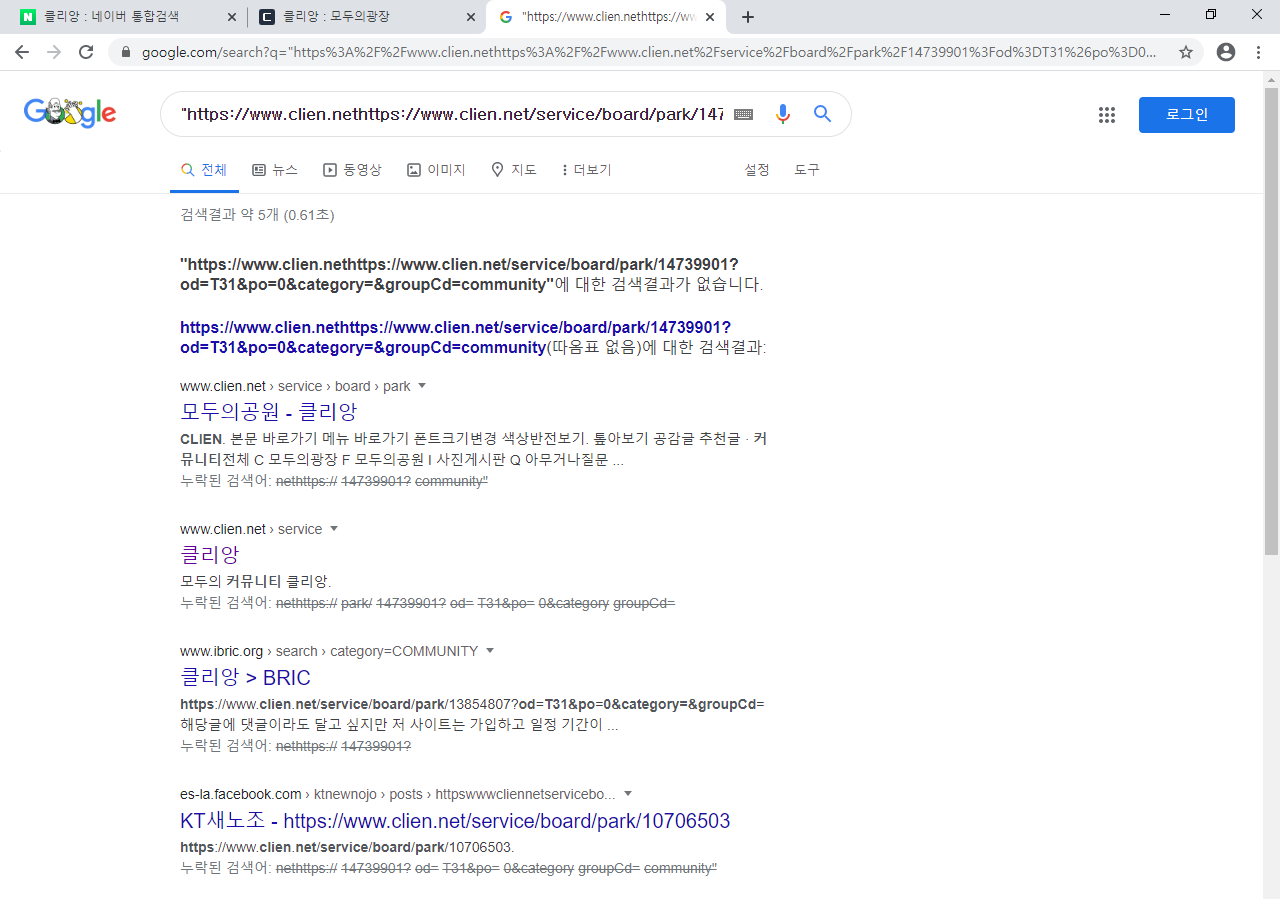 클리앙 : 네이버 통합검색
클리앙 : 모두의광장
"https://www.clien.nethttps://ww
google.com/search?q="https%3A%2F%2Fwww.clien.nethttps%3A%2F%2Fwww.clien.net%2Fservice%2Fboard%2Fpark%2F14739901%3Fod%3DT31%26po%3D0...
Google
"https://www.clien.nethttps://www.clien.net/service/board/park/147
로그인
전체 뉴스 동영상 이미지 지도 더보기 설정 도구
검색결과 약 5개 (0.61초)
"https://www.clien.nethttps://www.clien.net/service/board/park/14739901?
od=T31&po=0&category=&groupCd=community"에 대한 검색결과가 없습니다.
https://www.clien.nethttps://www.clien.net/service/board/park/14739901?
od=T31&po=0&category=&groupCd=community(따옴표 없음)에 대한 검색결과:
www.clien.net › service › board › park
모두의공원 - 클리앙
CLIEN. 본문 바로가기 메뉴 바로가기 폰트크기변경 색상반전보기. 톺아보기 공감글 추천글 · 커
뮤니티전체 C 모두의광장 F 모두의공원 I 사진게시판 Q 아무거나질문 ...
누락된 검색어: nethttps:// 14739901? community"
www.clien.net › service
클리앙
모두의 커뮤니티 클리앙.
누락된 검색어: nethttps:// park/ 14739901? od= T31&po= 0&category groupCd=
www.ibric.org › search › category=COMMUNITY
클리앙 > BRIC
https://www.clien.net/service/board/park/13854807?od=T31&po=0&category=&groupCd=
해당글에 댓글이라도 달고 싶지만 저 사이트는 가입하고 일정 기간이 ...
누락된 검색어: nethttps:// 14739901?
es-la.facebook.com › ktnewnojo › posts › httpswwwcliennetservicebo...
KT새노조 - https://www.clien.net/service/board/park/10706503
https://www.clien.net/service/board/park/10706503.
누락된 검색어: nethttps:// 14739901? od= T31&po= 0&category groupCd= community"